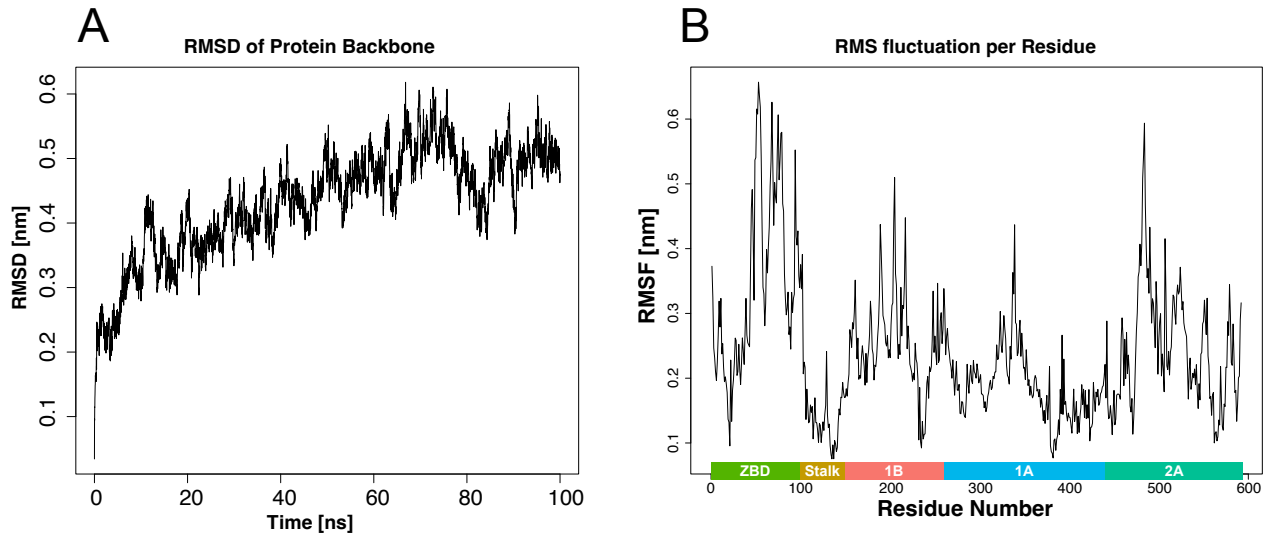 A
RMSD of Protein Backbone
RMSD [nm]
0.6
0.5
0.4
0.3
0.2
0.1
0 20 40 60 80 100
Time [ns]
B
RMS fluctuation per Residue
RMSF [nm]
0.6
0.5
0.4
0.3
0.2
0.1
ZBD Stalk 1B 1A 2A
0 100 200 300 400 500 600
Residue Number